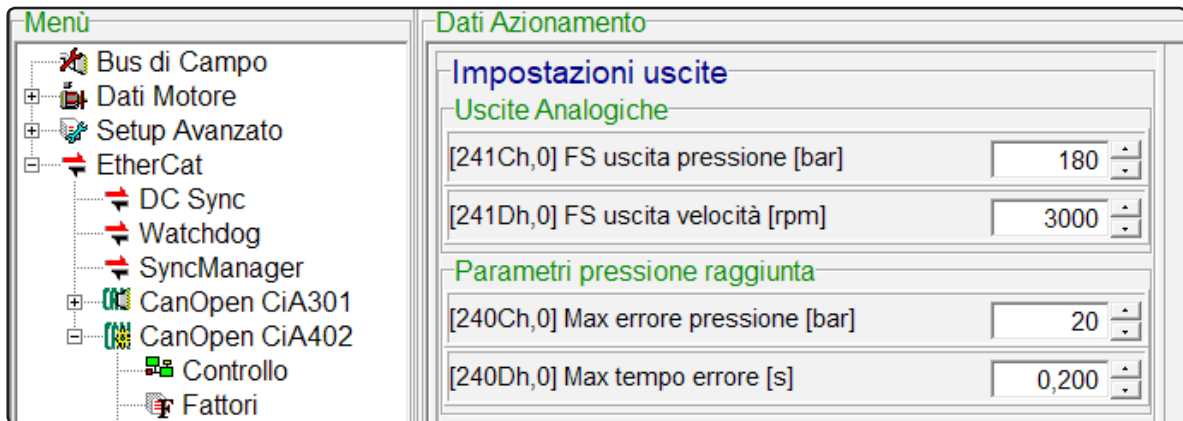 Menù
Bus di Campo
Dati Motore
Setup Avanzato
EtherCat
DC Sync
Watchdog
SyncManager
CanOpen CiA301
CanOpen CiA402
Controllo
Fattori
Dati Azionamento
Impostazioni uscite
Uscite Analogiche
[241Ch,0] FS uscita pressione [bar] 180
[241Dh,0] FS uscita velocità [rpm] 3000
Parametri pressione raggiunta
[240Ch,0] Max errore pressione [bar] 20
[240Dh,0] Max tempo errore [s] 0,200